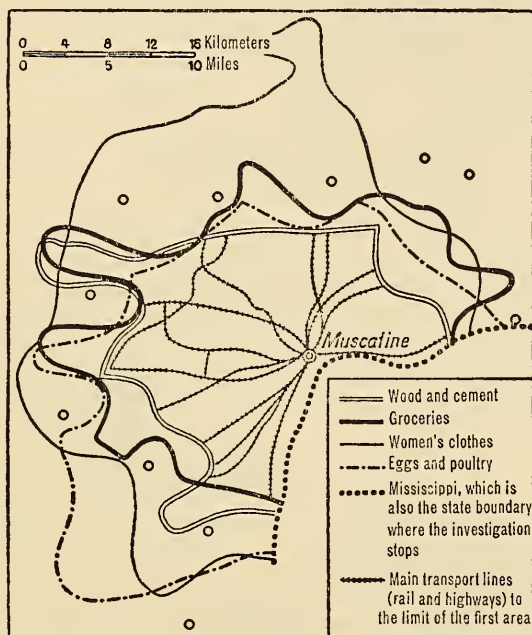 0 4 8 12 16 Kilometers
0 5 10 Miles
Muscatine
Wood and cement
Groceries
Women's clothes
Eggs and poultry
Mississippi, which is
also the state boundary
where the investigation
stops
Main transport lines
(rail and highways) to
the limit of the first area